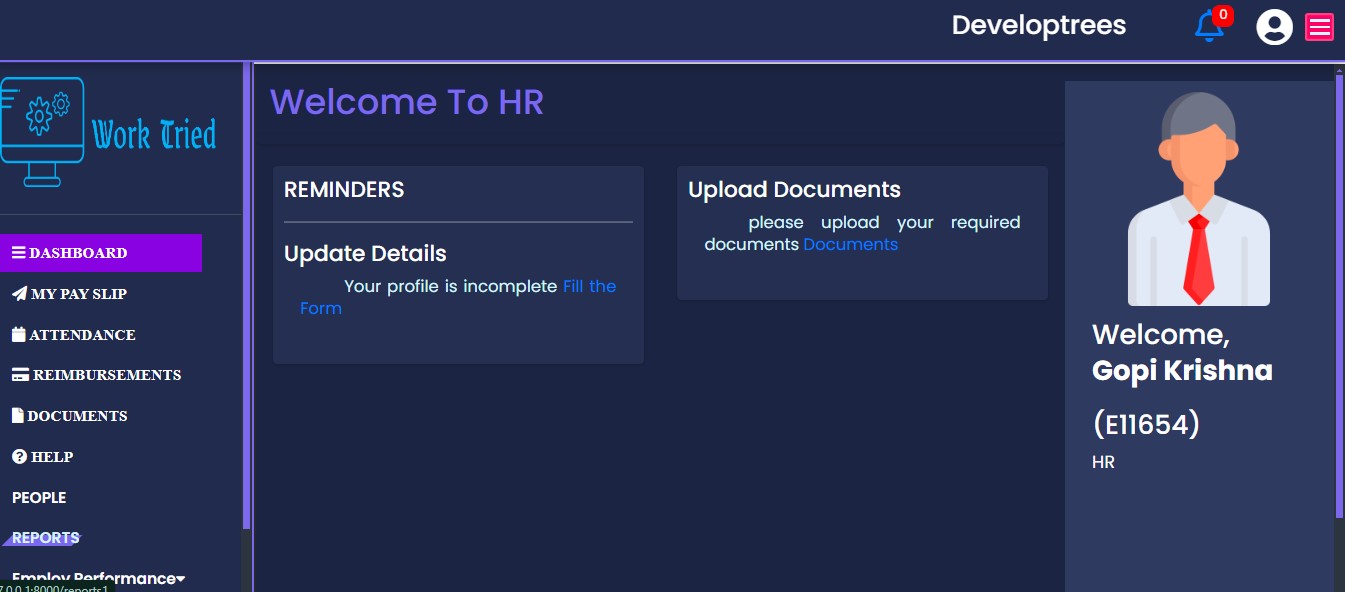 Developtrees
0
Work Tried
DASHBOARD
MY PAY SLIP
ATTENDANCE
REIMBURSEMENTS
DOCUMENTS
HELP
PEOPLE
REPORTS
Employ Performance
7.0.0.1:8000/reports1
Welcome To HR
REMINDERS
Update Details
Your profile is incomplete Fill the
Form
Upload Documents
please upload your required
documents Documents
Welcome,
Gopi Krishna
(E11654)
HR